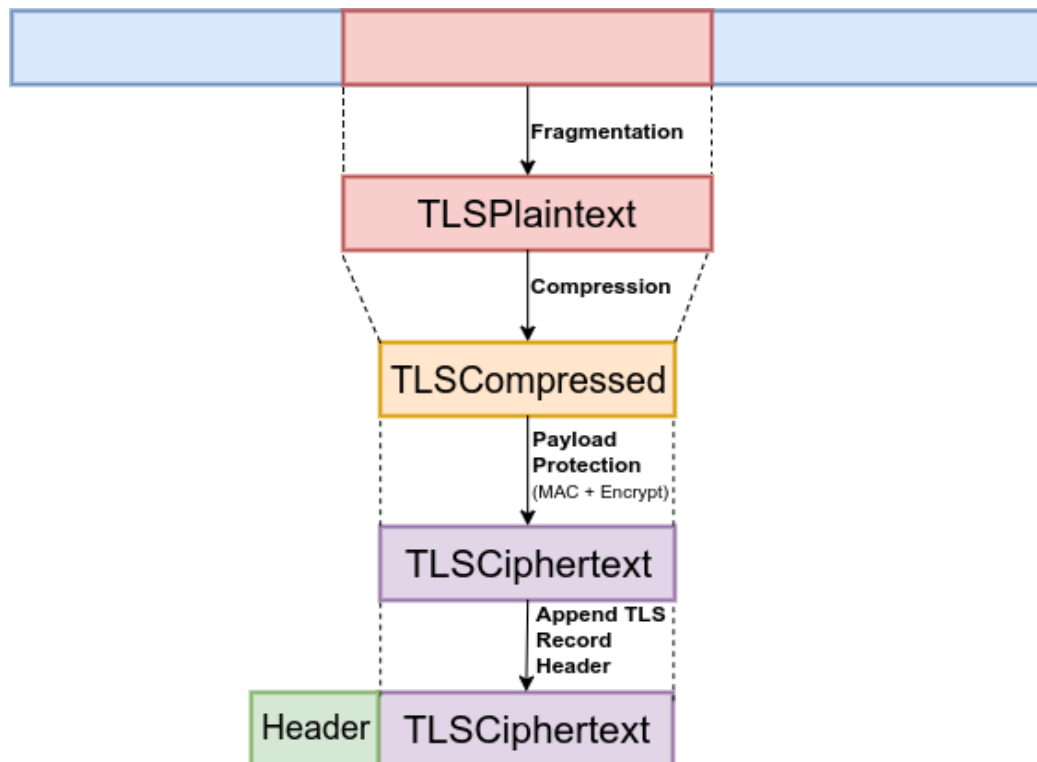 Fragmentation
TLSPlaintext
Compression
TLSCompressed
Payload
Protection
(MAC + Encrypt)
TLSCiphertext
Append TLS
Record
Header
Header
TLSCiphertext